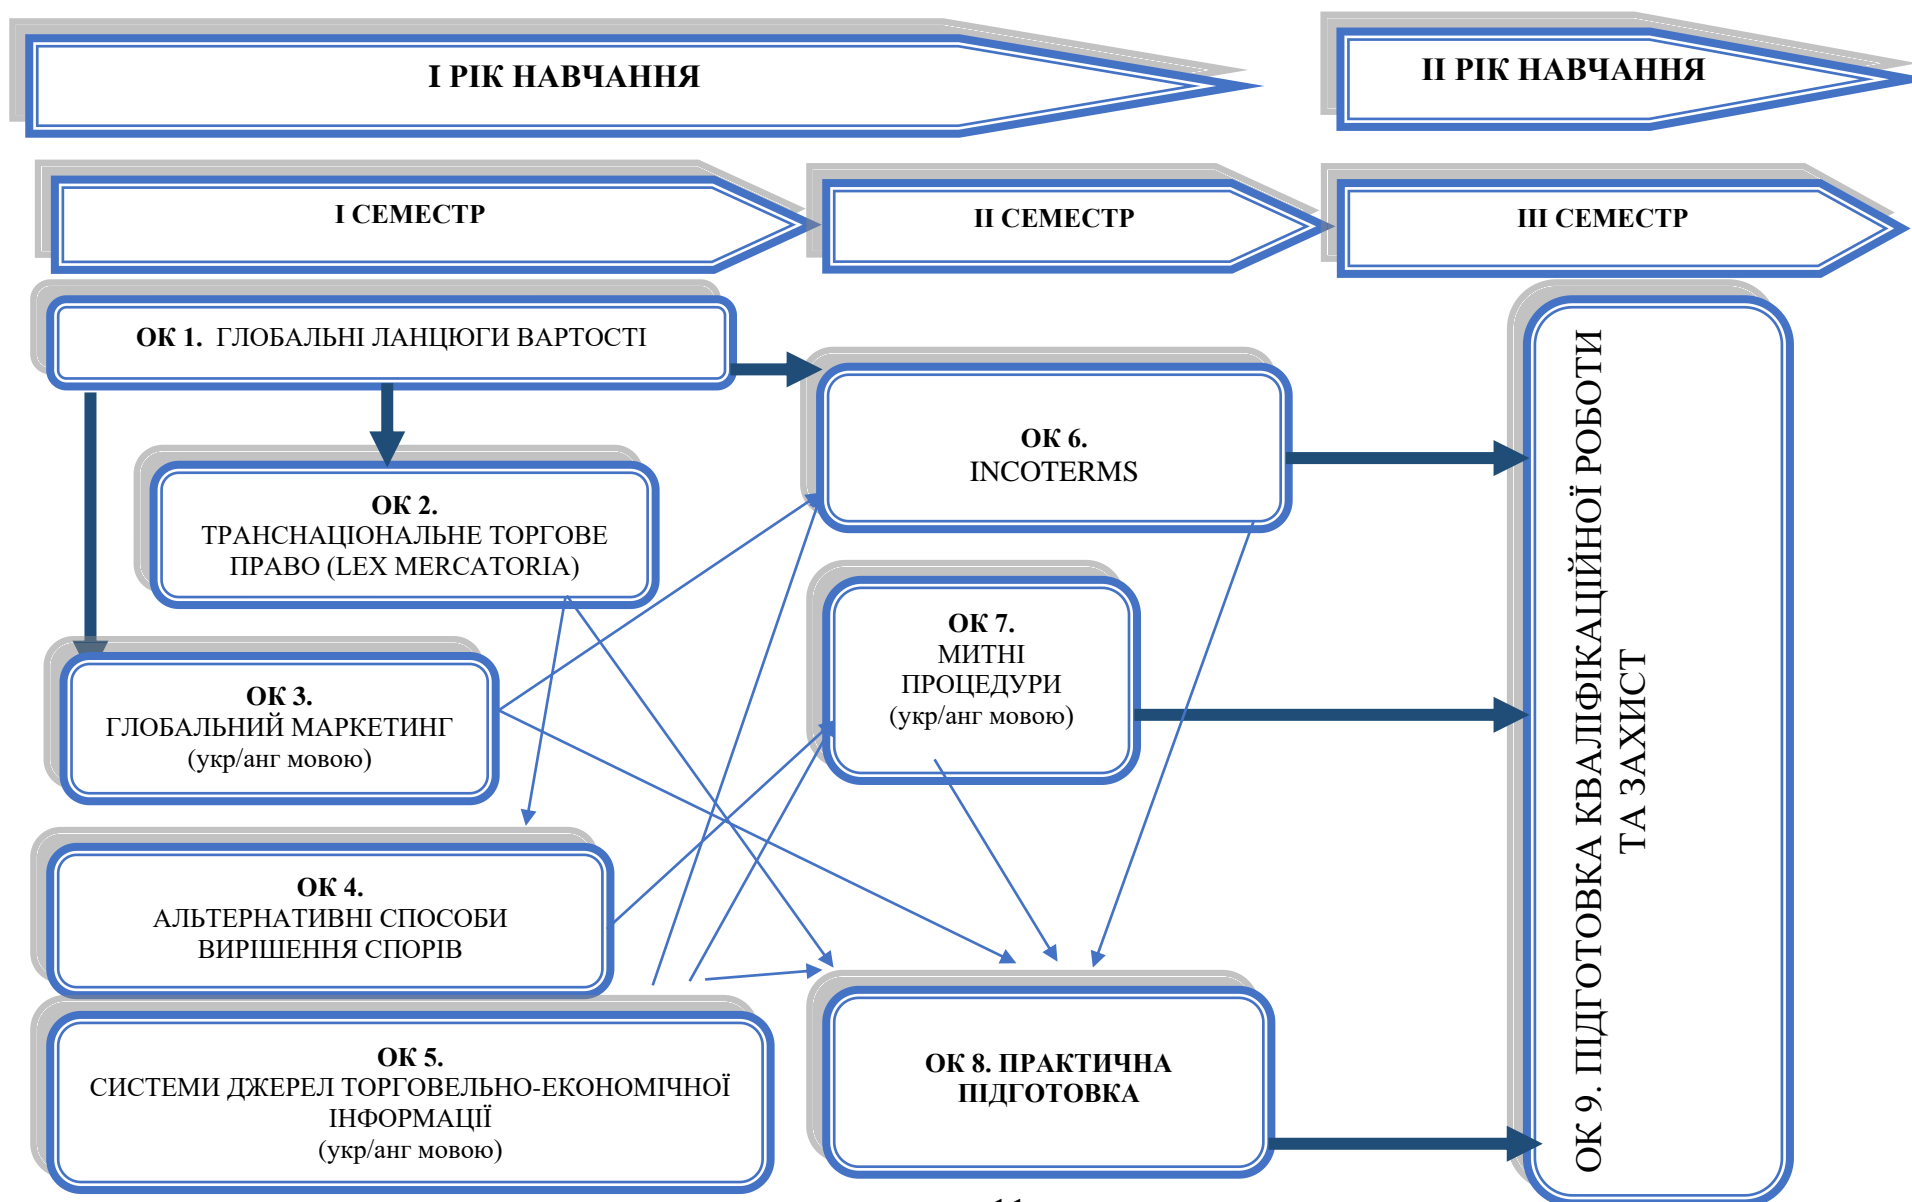 І РІК НАВЧАННЯ
ІІ РІК НАВЧАННЯ
І СЕМЕСТР
ІІ СЕМЕСТР
ІІІ СЕМЕСТР
ОК 1. ГЛОБАЛЬНІ ЛАНЦЮГИ ВАРТОСТІ
ОК 2.
ТРАНСНАЦІОНАЛЬНЕ ТОРГОВЕ
ПРАВО (LEX MERCATORIA)
ОК 3.
ГЛОБАЛЬНИЙ МАРКЕТИНГ
(укр/анг мовою)
ОК 4.
АЛЬТЕРНАТИВНІ СПОСОБИ
ВИРІШЕННЯ СПОРІВ
ОК 5.
СИСТЕМИ ДЖЕРЕЛ ТОРГОВЕЛЬНО-ЕКОНОМІЧНОЇ
ІНФОРМАЦІЇ
(укр/анг мовою)
ОК 6.
INCOTERMS
ОК 7.
МИТНІ
ПРОЦЕДУРИ
(укр/анг мовою)
ОК 8. ПРАКТИЧНА
ПІДГОТОВКА
ОК 9. ПІДГОТОВКА КВАЛІФІКАЦІЙНОЇ РОБОТИ
ТА ЗАХИСТ